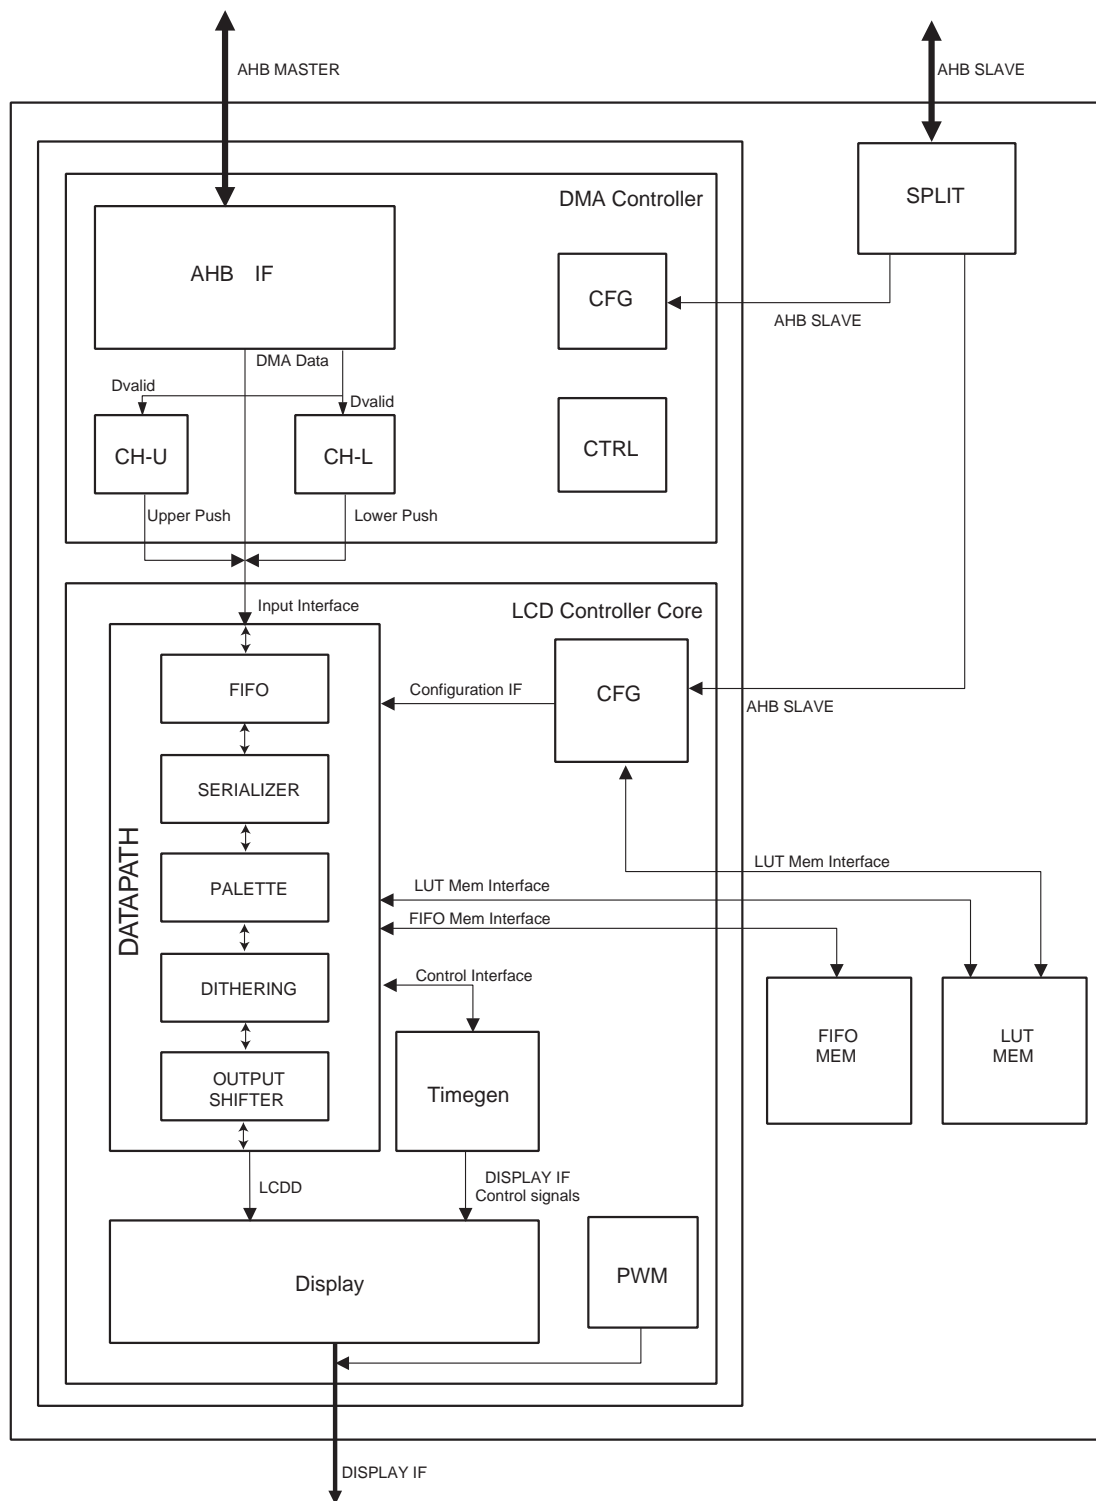 AHB MASTER
AHB SLAVE
DMA Controller
SPLIT
AHB IF
CFG
AHB SLAVE
DMA Data
Dvalid
Dvalid
CH-U
CH-L
CTRL
Upper Push
Lower Push
Input Interface
LCD Controller Core
FIFO
Configuration IF
CFG
AHB SLAVE
SERIALIZER
DATAPATH
PALETTE
LUT Mem Interface
LUT Mem Interface
FIFO Mem Interface
DITHERING
Control Interface
FIFO
MEM
LUT
MEM
OUTPUT
SHIFTER
Timegen
LCDD
DISPLAY IF
Control signals
Display
PWM
DISPLAY IF